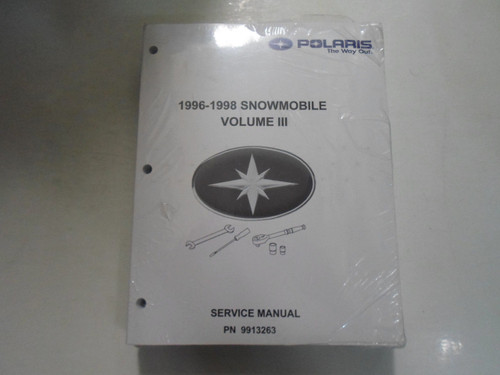 POLARIS
The Way Out.
1996-1998 SNOWMOBILE
VOLUME III
SERVICE MANUAL
PN 9913263